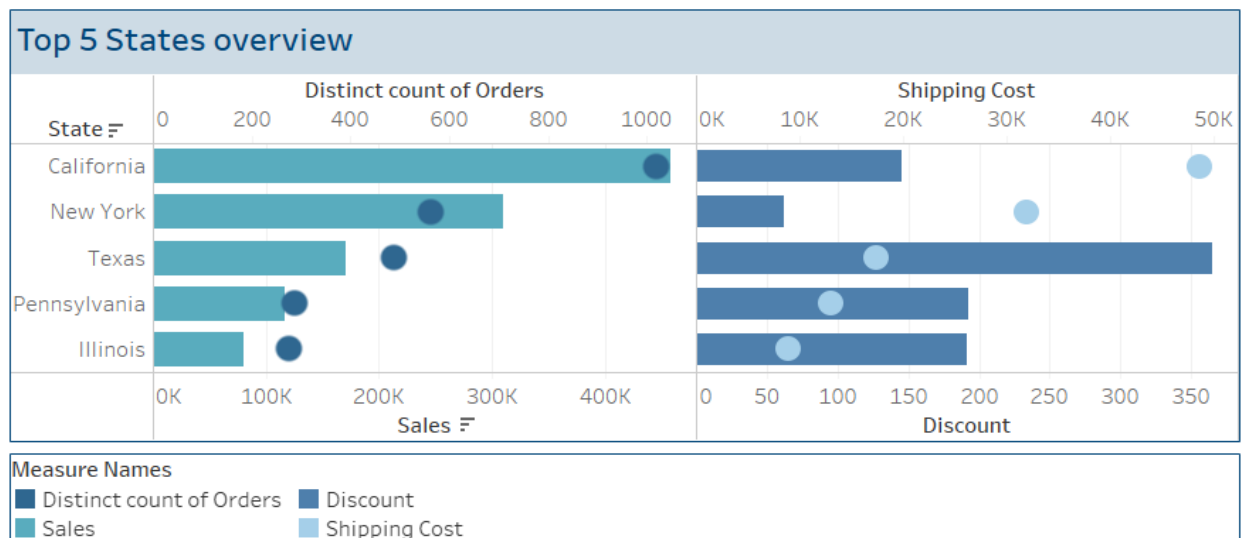 Top 5 States overview
Distinct count of Orders Shipping Cost
State 0 200 400 600 800 1000 0K 10K 20K 30K 40K 50K
California
New York
Texas
Pennsylvania
Illinois
0K 100K 200K 300K 400K 0 50 100 150 200 250 300 350
Sales Discount
Measure Names
Distinct count of Orders Discount
Sales Shipping Cost